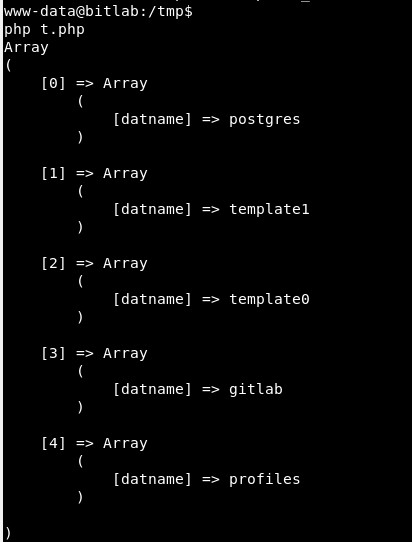 www-data@bitlab:/tmp$
php t.php
Array
(
    [0] => Array
        (
            [datname] => postgres
        )

    [1] => Array
        (
            [datname] => template1
        )

    [2] => Array
        (
            [datname] => template0
        )

    [3] => Array
        (
            [datname] => gitlab
        )

    [4] => Array
        (
            [datname] => profiles
        )

)